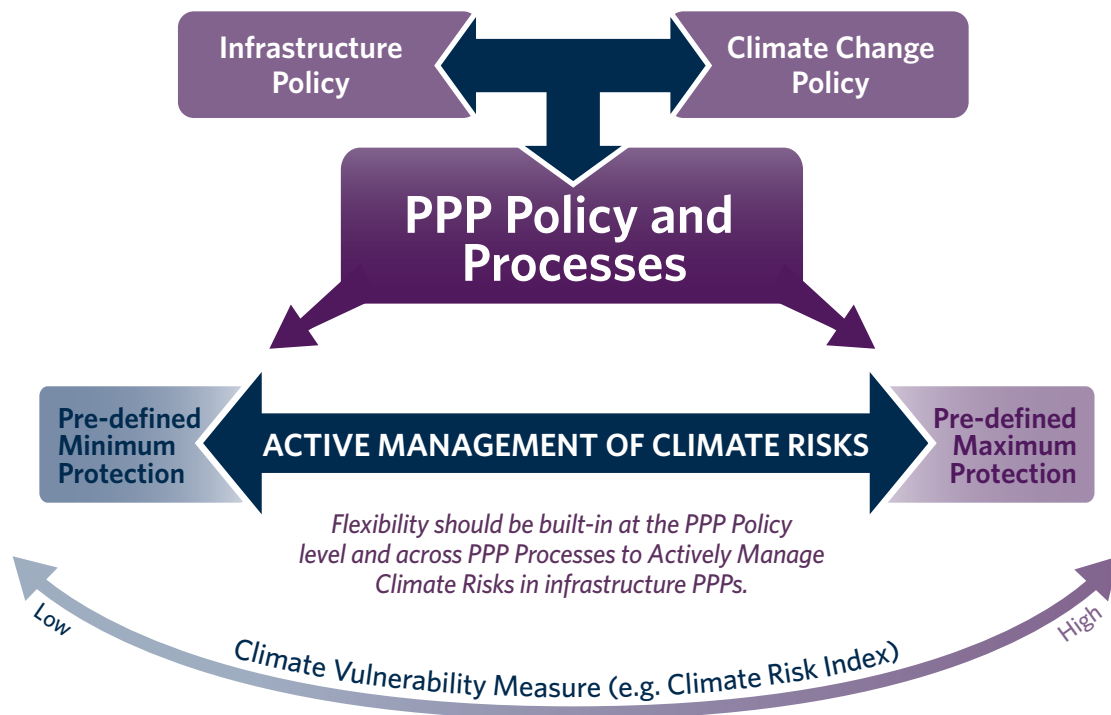 Infrastructure
Policy
Climate Change
Policy
PPP Policy and
Processes
Pre-defined
Minimum
Protection
ACTIVE MANAGEMENT OF CLIMATE RISKS
Pre-defined
Maximum
Protection
Flexibility should be built-in at the PPP Policy
level and across PPP Processes to Actively Manage
Climate Risks in infrastructure PPPs.
Low
High
Climate Vulnerability Measure (e.g. Climate Risk Index)